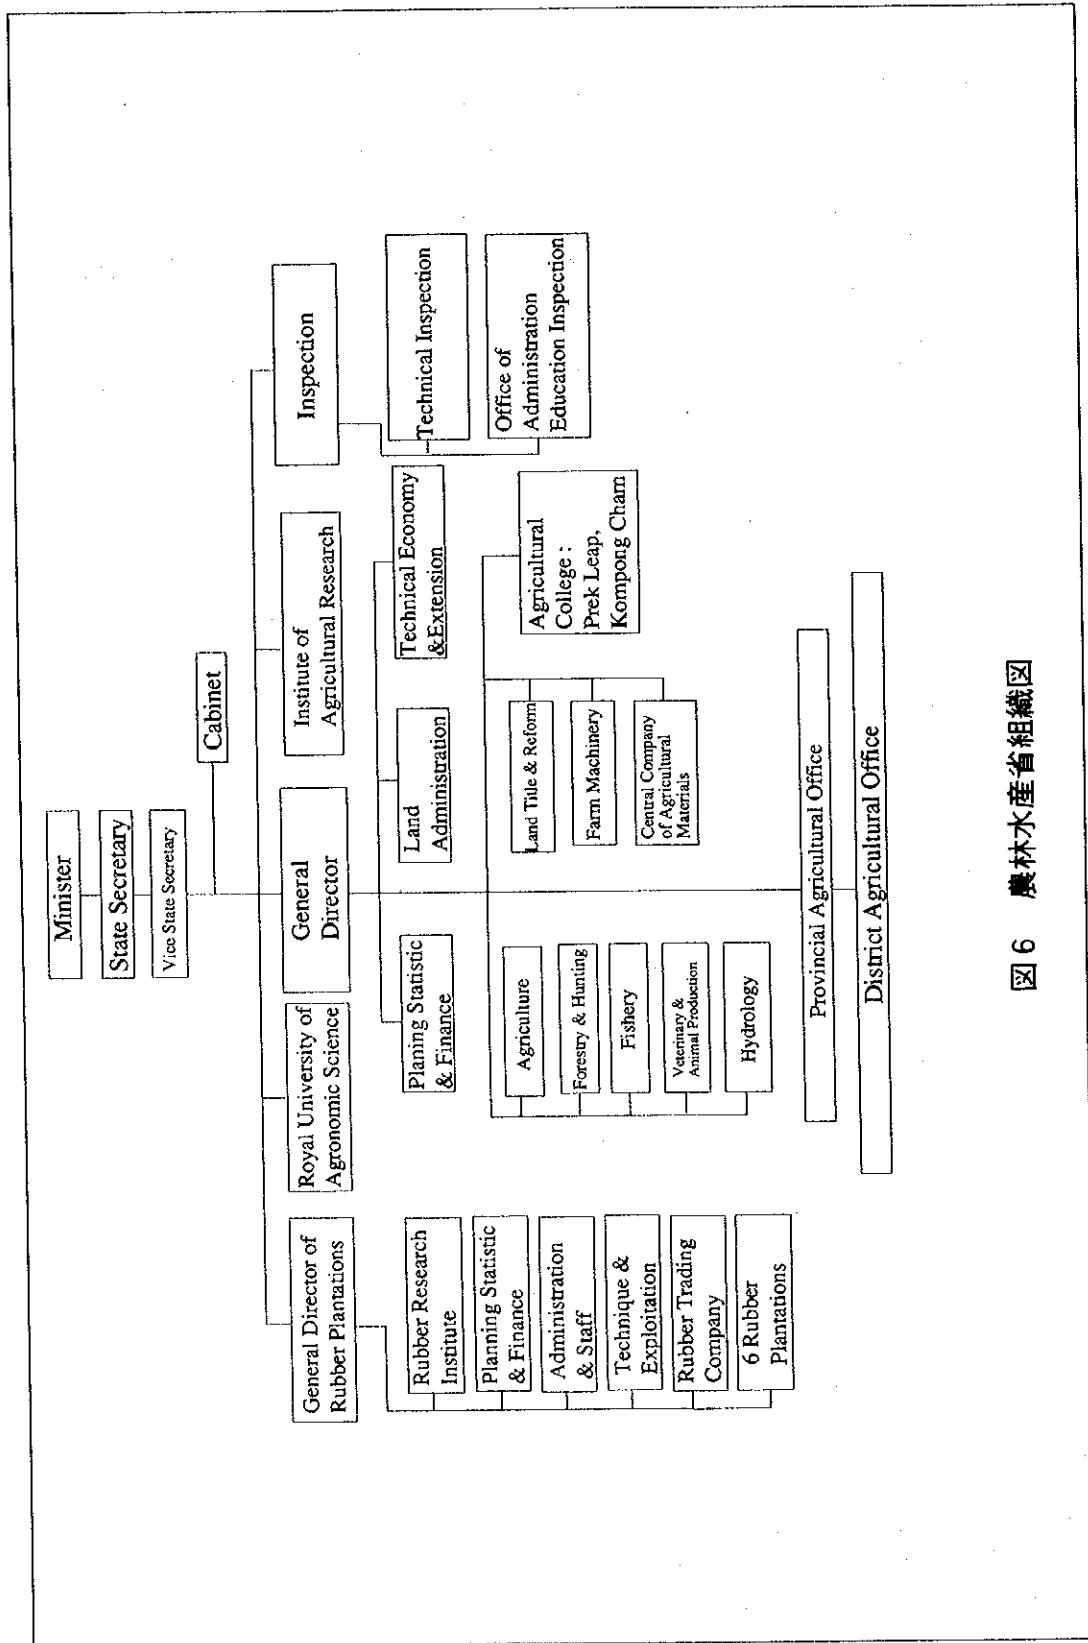 Minister
State Secretary
Vice State Secretary
Cabinet
General Director of
Rubber Plantations
Royal University of
Agronomic Science
General
Director
Institute of
Agricultural Research
Inspection
Rubber Research
Institute
Planning Statistic
& Finance
Administration
& Staff
Technique &
Exploitation
Rubber Trading
Company
6 Rubber
Plantations
Planing Statistic
& Finance
Land
Administration
Technical Economy
&Extension
Technical Inspection
Office of
Administration
Education Inspection
Agriculture
Forestry & Hunting
Fishery
Veterinary &
Animal Production
Hydrology
Land Title & Reform
Farm Machinery
Central Company
of Agricultural
Materials
Agricultural
College :
Prek Leap,
Kompong Cham
Provincial Agricultural Office
District Agricultural Office
図 6 農林水産省組織図